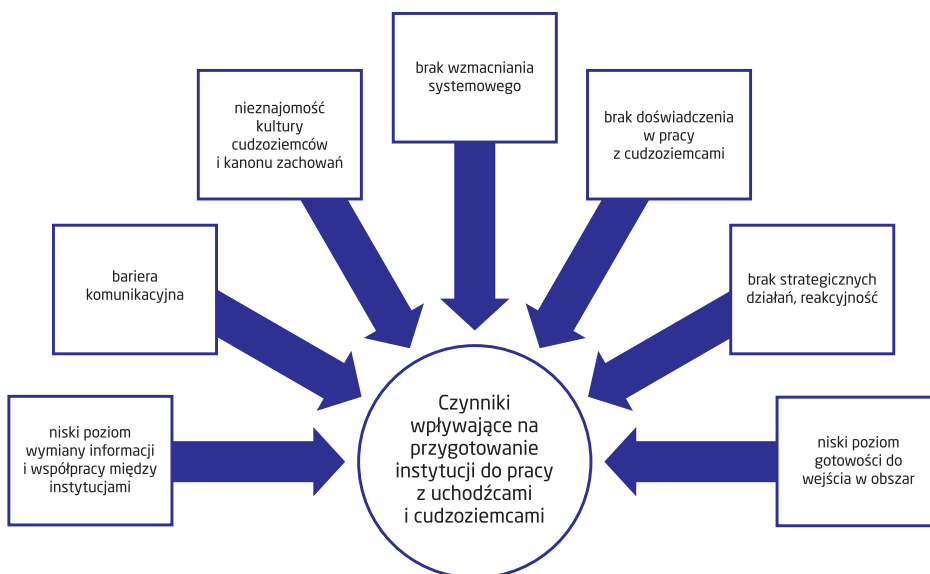 brak wzmacniania
systemowego
nieznajomość
kultury
cudzoziemców
i kanonu zachowań
brak doświadczenia
w pracy
z cudzoziemcami
bariera
komunikacyjna
brak strategicznych
działań, reakcyjność
niski poziom
wymiany informacji
i współpracy między
instytucjami
Czynniki
wpływające na
przygotowanie
instytucji do pracy
z uchodźcami
i cudzoziemcami
niski poziom
gotowości do
wejścia w obszar